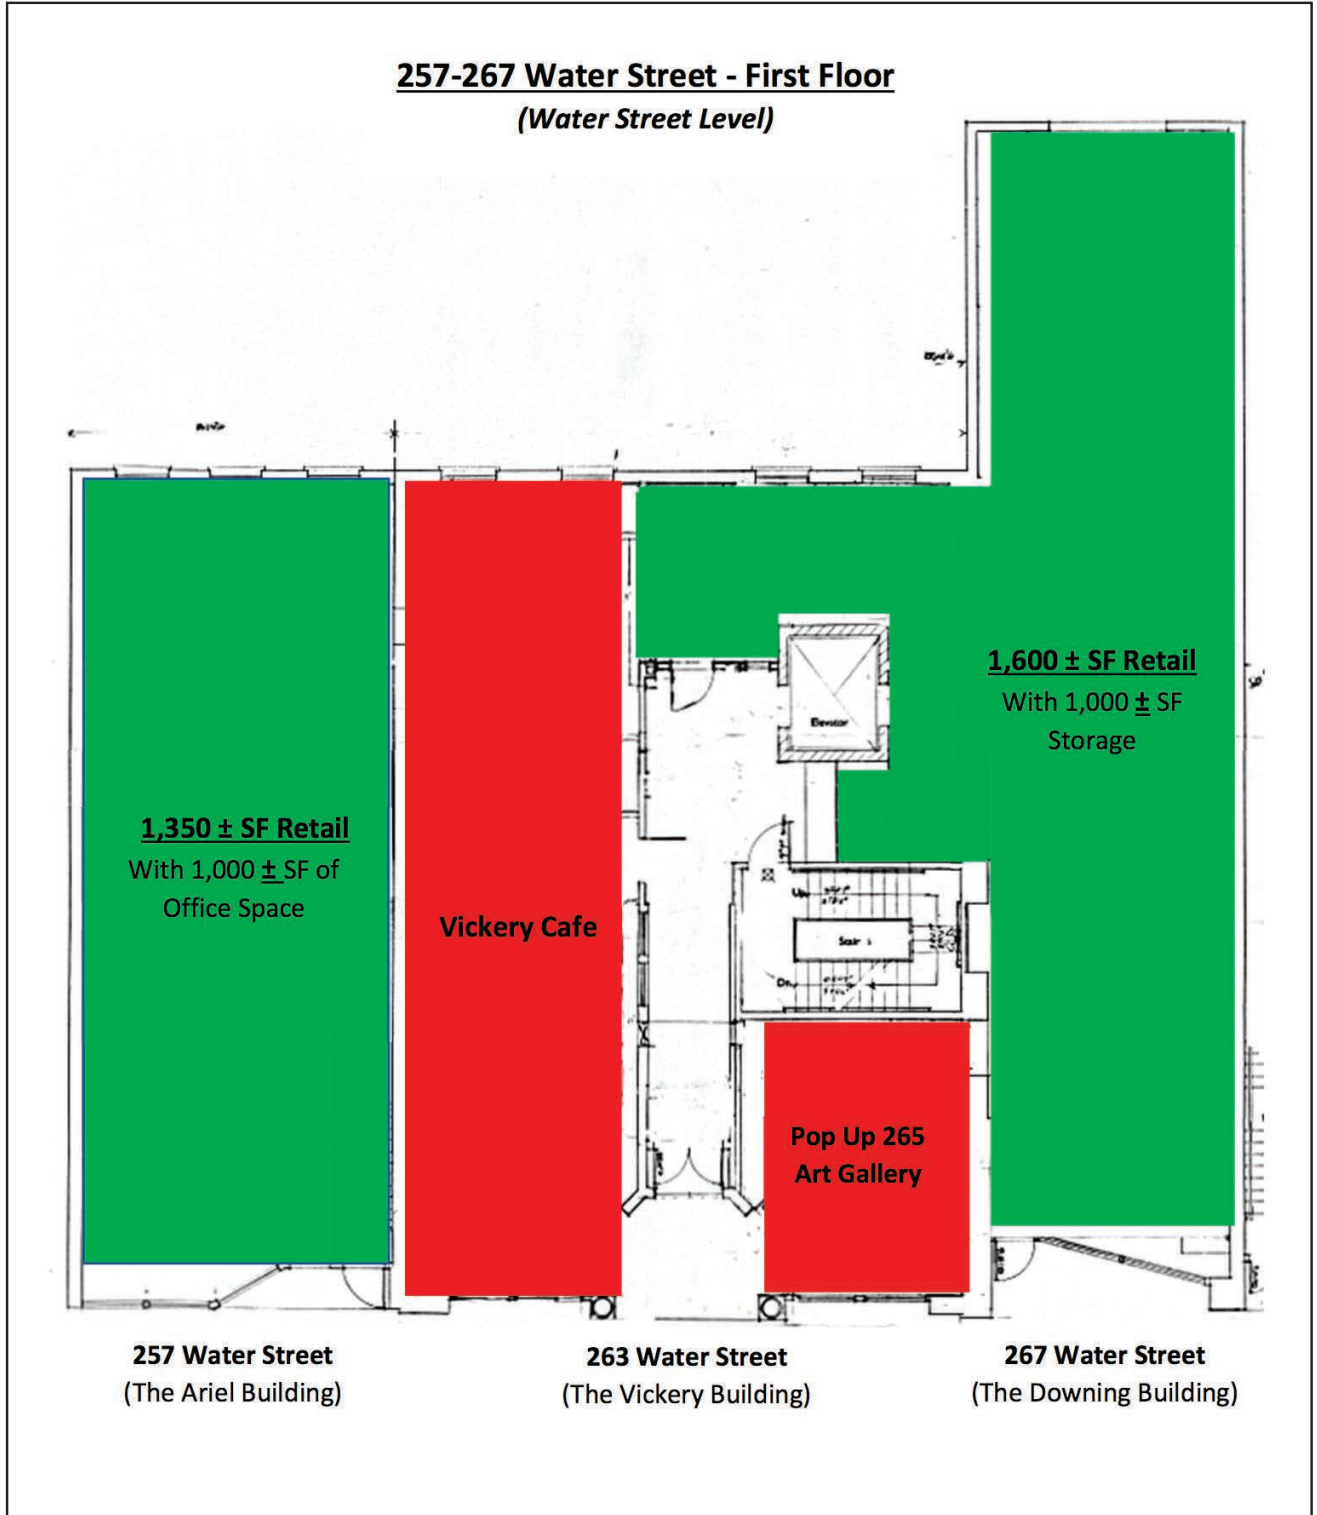 257-267 Water Street - First Floor
(Water Street Level)
1,600 ± SF Retail
With 1,000 ± SF
Storage
Elevator
1,350 ± SF Retail
With 1,000 ± SF of
Office Space
Vickery Cafe
Up
Dn
Pop Up 265
Art Gallery
257 Water Street
(The Ariel Building)
263 Water Street
(The Vickery Building)
267 Water Street
(The Downing Building)